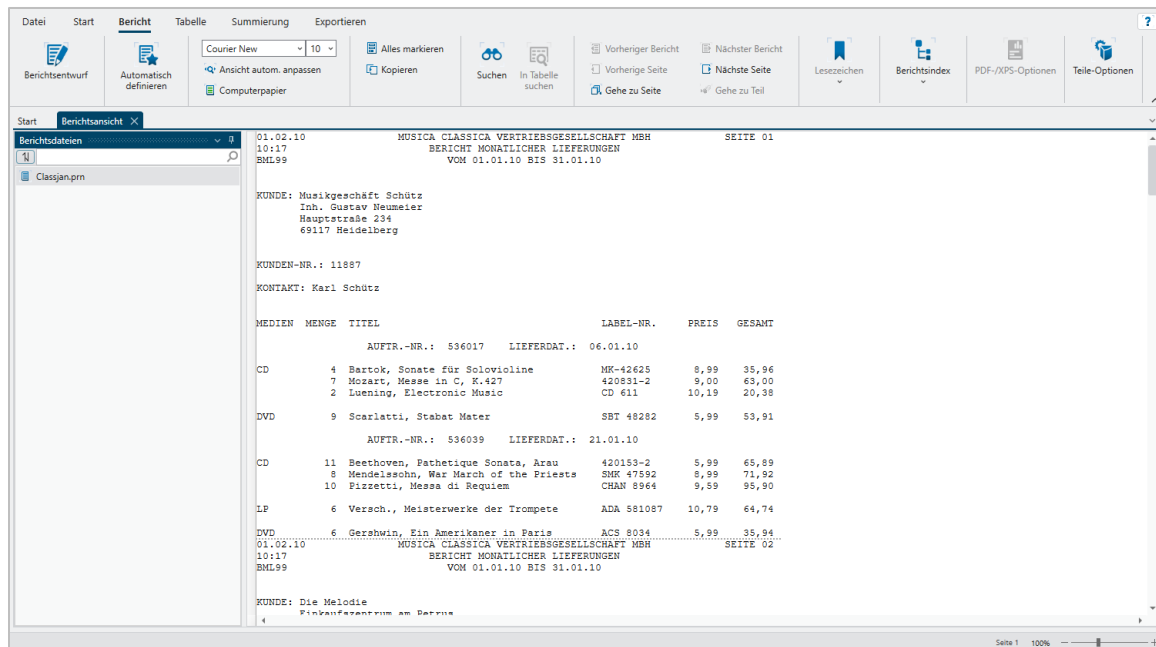 Datei Start Bericht Tabelle Summierung Exportieren ?
Berichtsentwurf
Automatisch
definieren
Courier New 10
Ansicht autom. anpassen
Computerpapier
Alles markieren
Kopieren
Suchen
In Tabelle
suchen
Vorheriger Bericht
Vorherige Seite
Gehe zu Seite
Nächster Bericht
Nächste Seite
Gehe zu Teil
Lesezeichen
Berichtsindex
PDF-/XPS-Optionen
Teile-Optionen
Start Berichtsansicht
Berichtsdateien
Classjan.prn
01.02.10 MUSICA CLASSICA VERTRIEBSGESELLSCHAFT MBH SEITE 01
10:17 BERICHT MONATLICHER LIEFERUNGEN
BML99 VOM 01.01.10 BIS 31.01.10
KUNDE: Musikgeschäft Schütz
Inh. Gustav Neumeier
Hauptstraße 234
69117 Heidelberg
KUNDEN-NR.: 11887
KONTAKT: Karl Schütz
MEDIEN MENGE TITEL LABEL-NR. PREIS GESAMT
AUFTR.-NR.: 536017 LIEFERDAT.: 06.01.10
CD 4 Bartok, Sonate für Solovioline MK-42625 8,99 35,96
7 Mozart, Messe in C, K.427 420831-2 9,00 63,00
2 Luening, Electronic Music CD 611 10,19 20,38
DVD 9 Scarlatti, Stabat Mater SBT 48282 5,99 53,91
AUFTR.-NR.: 536039 LIEFERDAT.: 21.01.10
CD 11 Beethoven, Pathetique Sonata, Arau 420153-2 5,99 65,89
8 Mendelssohn, War March of the Priests SMK 47592 8,99 71,92
10 Pizzetti, Messa di Requiem CHAN 8964 9,59 95,90
LP 6 Versch., Meisterwerke der Trompete ADA 581087 10,79 64,74
DVD 6 Gershwin, Ein Amerikaner in Paris ACS 8034 5,99 35,94
01.02.10 MUSICA CLASSICA VERTRIEBSGESELLSCHAFT MBH SEITE 02
10:17 BERICHT MONATLICHER LIEFERUNGEN
BML99 VOM 01.01.10 BIS 31.01.10
KUNDE: Die Melodie
Einkaufszentrum am Petrus
Seite 1 100%